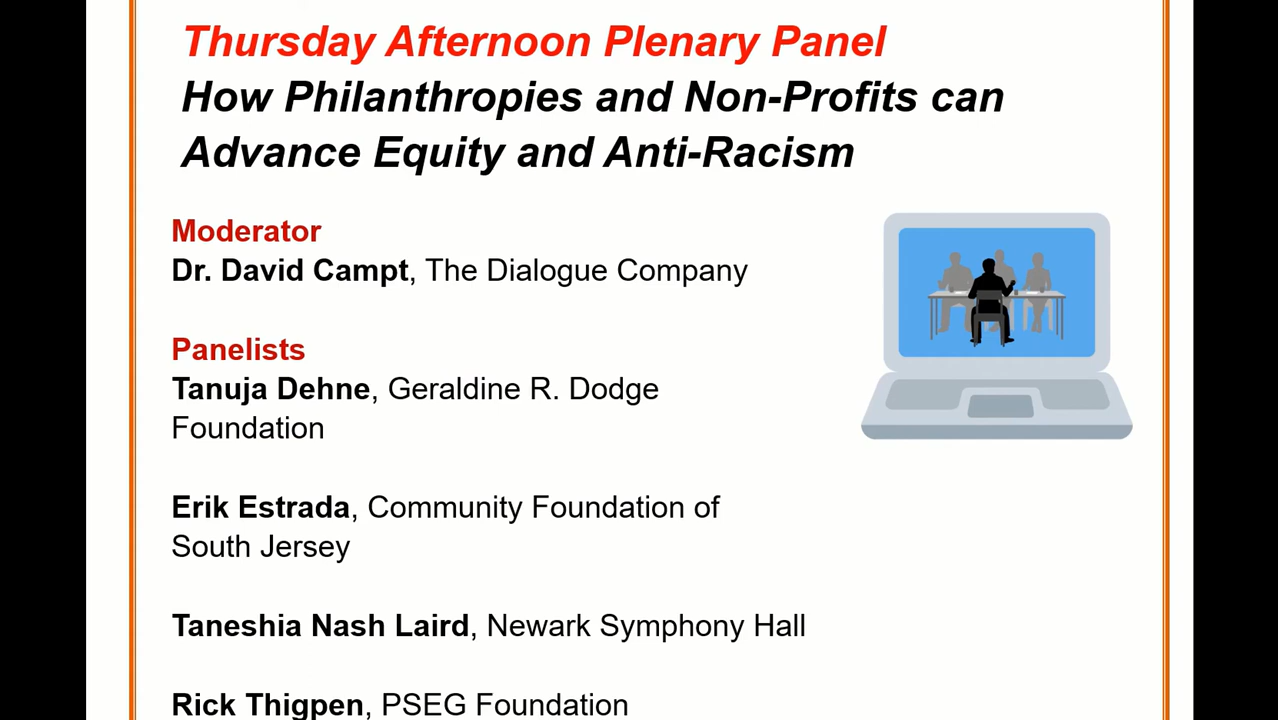 Thursday Afternoon Plenary Panel
How Philanthropies and Non-Profits can
Advance Equity and Anti-Racism
Moderator
Dr. David Campt, The Dialogue Company
Panelists
Tanuja Dehne, Geraldine R. Dodge
Foundation
Erik Estrada, Community Foundation of
South Jersey
Taneshia Nash Laird, Newark Symphony Hall
Rick Thigpen, PSEG Foundation